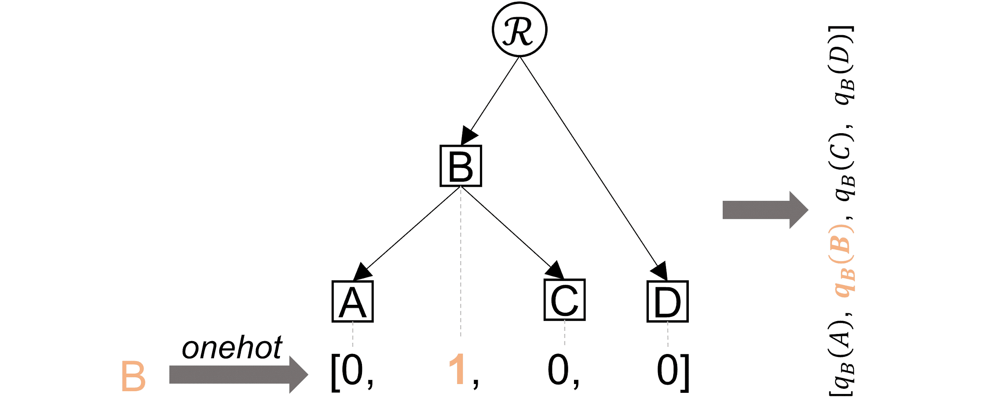 ℛ
B
A
C
D
onehot
B
[0, 1, 0, 0]
[q_B(A), q_B(B), q_B(C), q_B(D)]